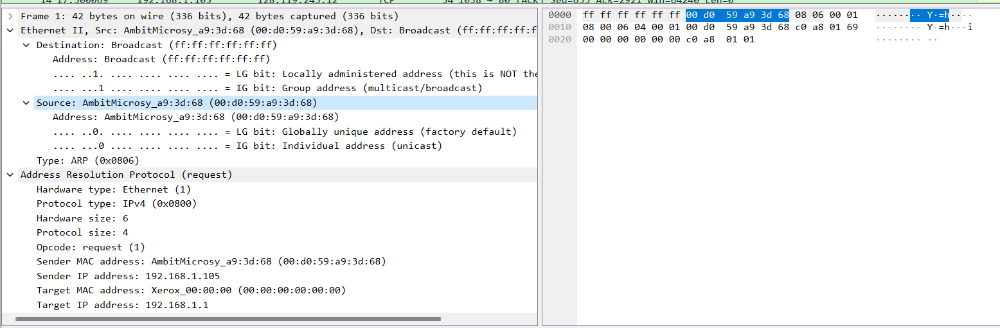 14 17.500069 192.168.1.105 128.119.245.12 TCP 54 1058 → 80 [ACK] Seq=633 Ack=2921 Win=64240 Len=0
Frame 1: 42 bytes on wire (336 bits), 42 bytes captured (336 bits)
Ethernet II, Src: AmbitMicrosy_a9:3d:68 (00:d0:59:a9:3d:68), Dst: Broadcast (ff:ff:ff:ff:f
Destination: Broadcast (ff:ff:ff:ff:ff:ff)
Address: Broadcast (ff:ff:ff:ff:ff:ff)
.... ..1. .... .... .... .... = LG bit: Locally administered address (this is NOT the
.... ...1 .... .... .... .... = IG bit: Group address (multicast/broadcast)
Source: AmbitMicrosy_a9:3d:68 (00:d0:59:a9:3d:68)
Address: AmbitMicrosy_a9:3d:68 (00:d0:59:a9:3d:68)
.... ..0. .... .... .... .... = LG bit: Globally unique address (factory default)
.... ...0 .... .... .... .... = IG bit: Individual address (unicast)
Type: ARP (0x0806)
Address Resolution Protocol (request)
Hardware type: Ethernet (1)
Protocol type: IPv4 (0x0800)
Hardware size: 6
Protocol size: 4
Opcode: request (1)
Sender MAC address: AmbitMicrosy_a9:3d:68 (00:d0:59:a9:3d:68)
Sender IP address: 192.168.1.105
Target MAC address: Xerox_00:00:00 (00:00:00:00:00:00)
Target IP address: 192.168.1.1
0000 ff ff ff ff ff ff 00 d0 59 a9 3d 68 08 06 00 01 ········ Y·=h····
0010 08 00 06 04 00 01 00 d0 59 a9 3d 68 c0 a8 01 69 ········ Y·=h···i
0020 00 00 00 00 00 00 c0 a8 01 01 ········ ··